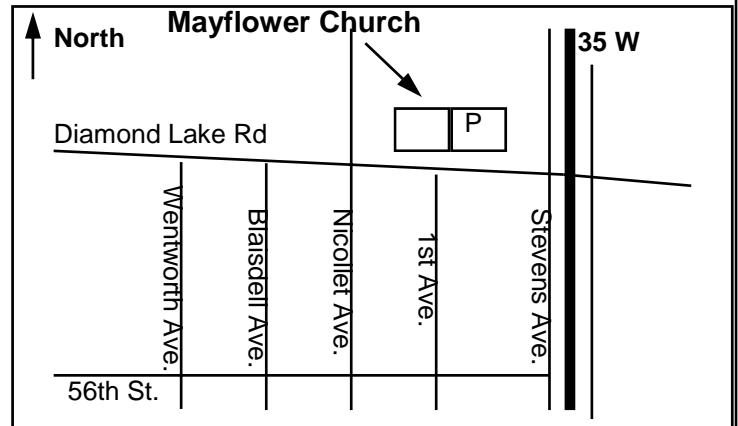 Mayflower Church
North
35 W
P
Diamond Lake Rd
Wentworth Ave.
Blaisdell Ave.
Nicollet Ave.
1st Ave.
Stevens Ave.
56th St.